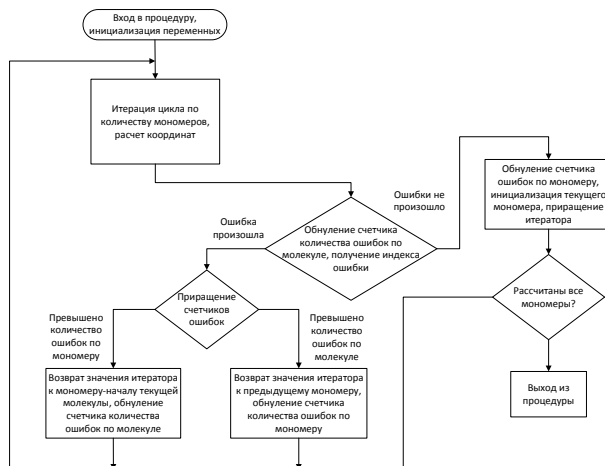 Вход в процедуру,
инициализация переменных
Итерация цикла по
количеству мономеров,
расчет координат
Ошибки не
произошло
Обнуление счетчика
ошибок по мономеру,
инициализация текущего
мономера, приращение
итератора
Ошибка
произошла
Обнуление счетчика
количества ошибок по
молекуле, получение индекса
ошибки
Рассчитаны все
мономеры?
Приращение
счетчиков
ошибок
Превышено
количество
ошибок по
мономеру
Превышено
количество
ошибок по
молекуле
Возврат значения итератора
к мономеру-началу текущей
молекулы, обнуление
счетчика количества
ошибок по молекуле
Возврат значения итератора
к предыдущему мономеру,
обнуление счетчика
количества ошибок по
мономеру
Выход из
процедуры